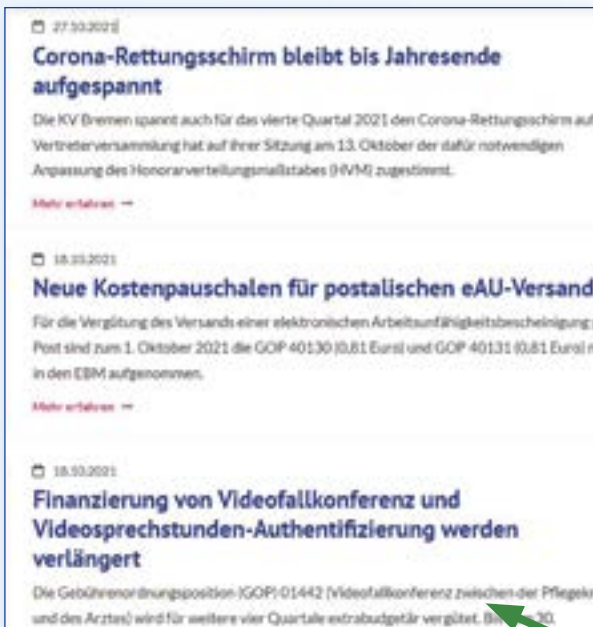 27.10.2021
Corona-Rettungsschirm bleibt bis Jahresende
aufgespannt
Die KV Bremen spannt auch für das vierte Quartal 2021 den Corona-Rettungsschirm auf
Vertreterversammlung hat auf ihrer Sitzung am 13. Oktober der dafür notwendigen
Anpassung des Honorarverteilungsmaßstabes (HVM) zugestimmt.
Mehr erfahren →
18.10.2021
Neue Kostenpauschalen für postalischen eAU-Versand
Für die Vergütung des Versands einer elektronischen Arbeitsunfähigkeitsbescheinigung
Post sind zum 1. Oktober 2021 die GOP 40130 (0,81 Euro) und GOP 40131 (0,81 Euro)
in den EBM aufgenommen.
Mehr erfahren →
18.10.2021
Finanzierung von Videofallkonferenz und
Videosprechstunden-Authentifizierung werden
verlängert
Die Gebührenordnungsposition (GOP) 01442 (Videofallkonferenz zwischen der
und des Arztes) wird für weitere vier Quartale extrabudgetär vergütet. 30.